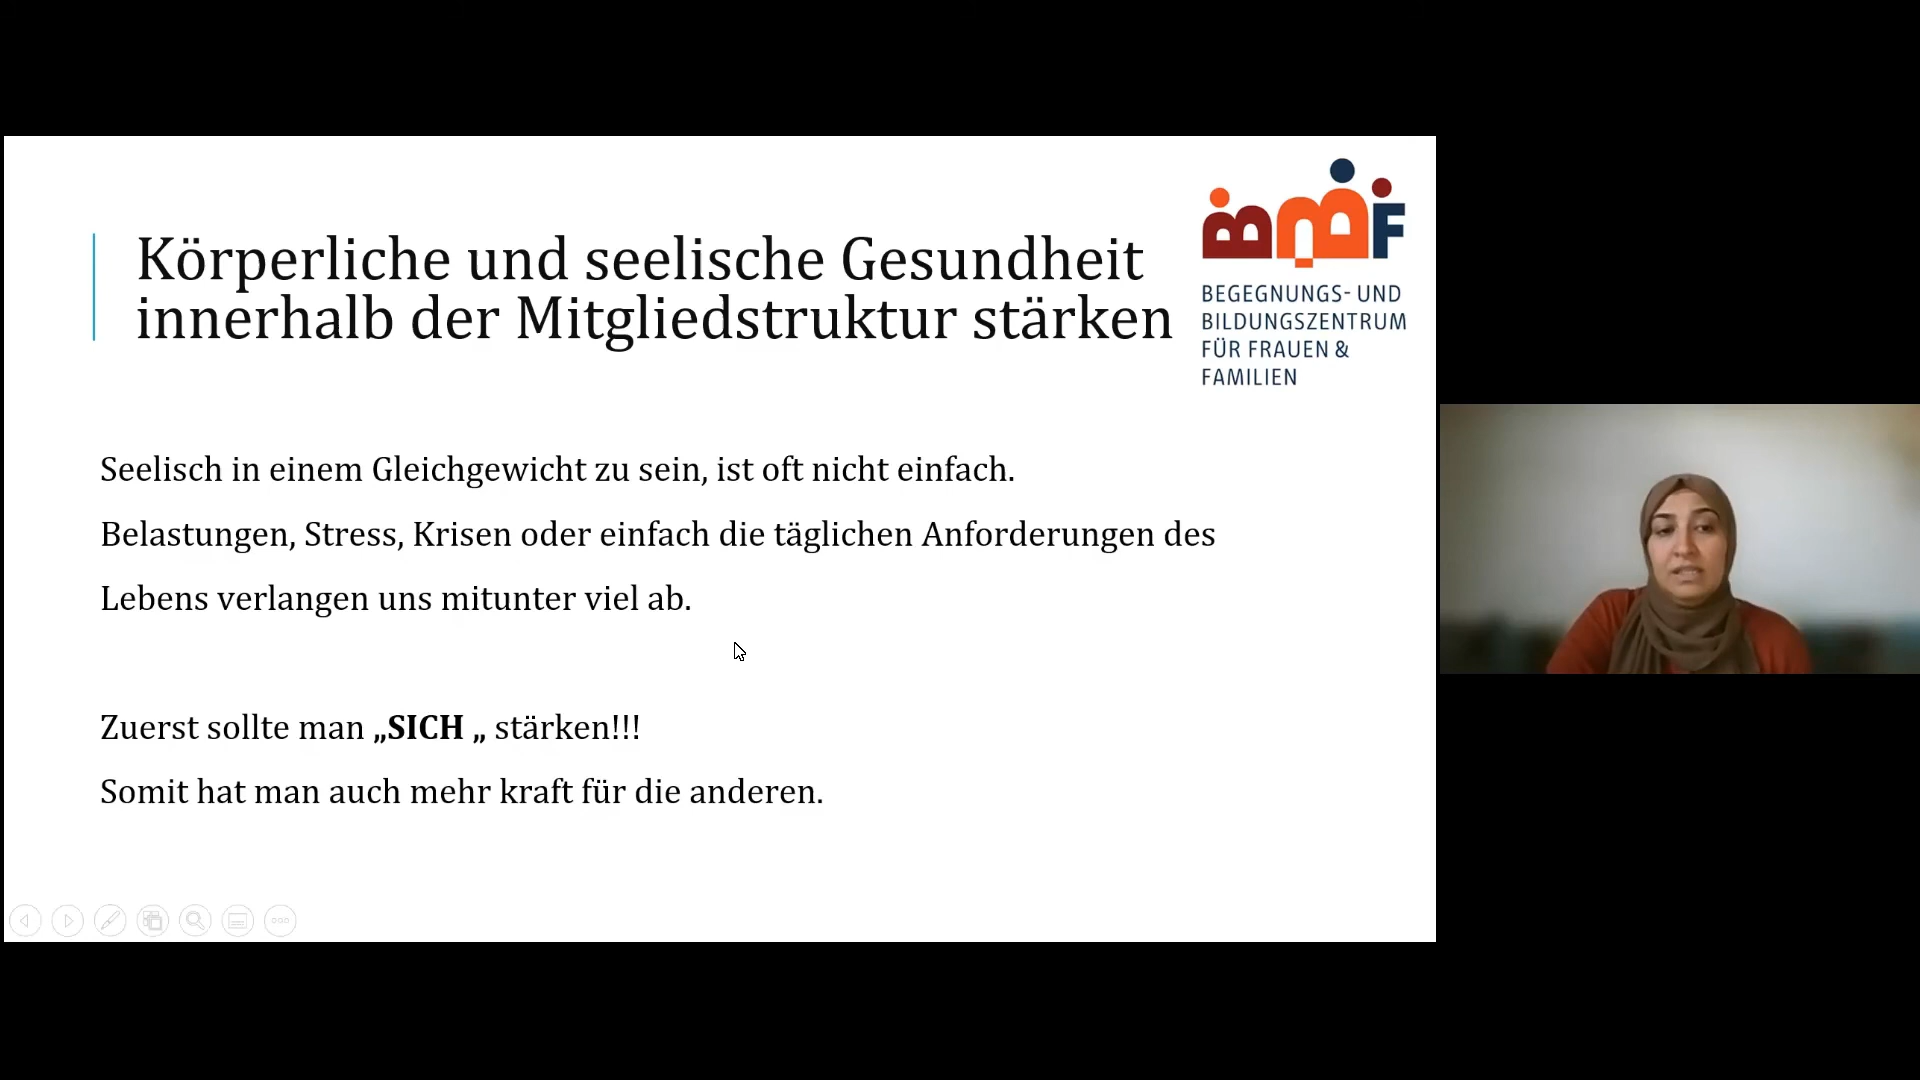 Körperliche und seelische Gesundheit
innerhalb der Mitgliedstruktur stärken
BBF
BEGEGNUNGS- UND
BILDUNGSZENTRUM
FÜR FRAUEN &
FAMILIEN
Seelisch in einem Gleichgewicht zu sein, ist oft nicht einfach.
Belastungen, Stress, Krisen oder einfach die täglichen Anforderungen des
Lebens verlangen uns mitunter viel ab.
Zuerst sollte man „SICH „ stärken!!!
Somit hat man auch mehr kraft für die anderen.